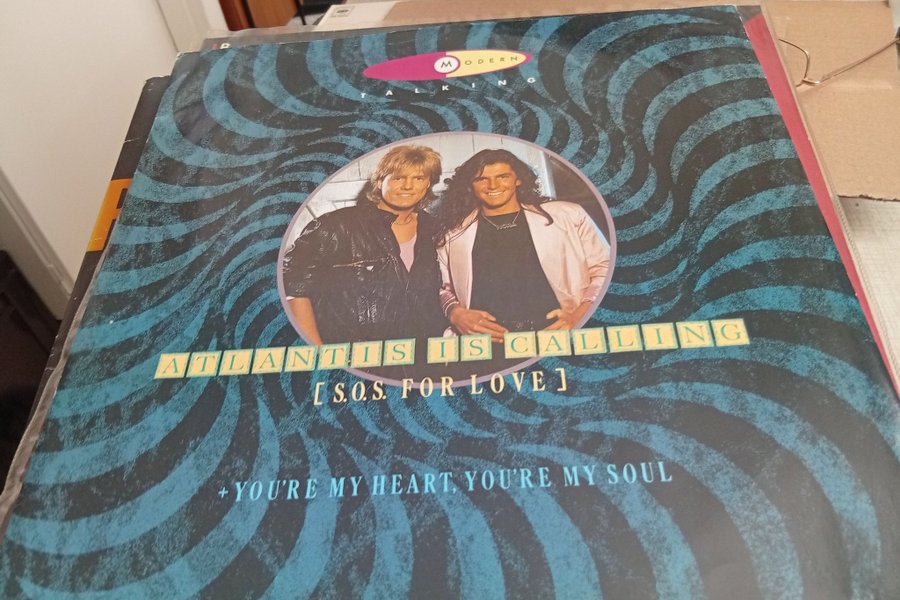 MODERN
TALKING
ATLANTIS IS CALLING
[S.O.S. FOR LOVE]
+ YOU'RE MY HEART, YOU'RE MY SOUL